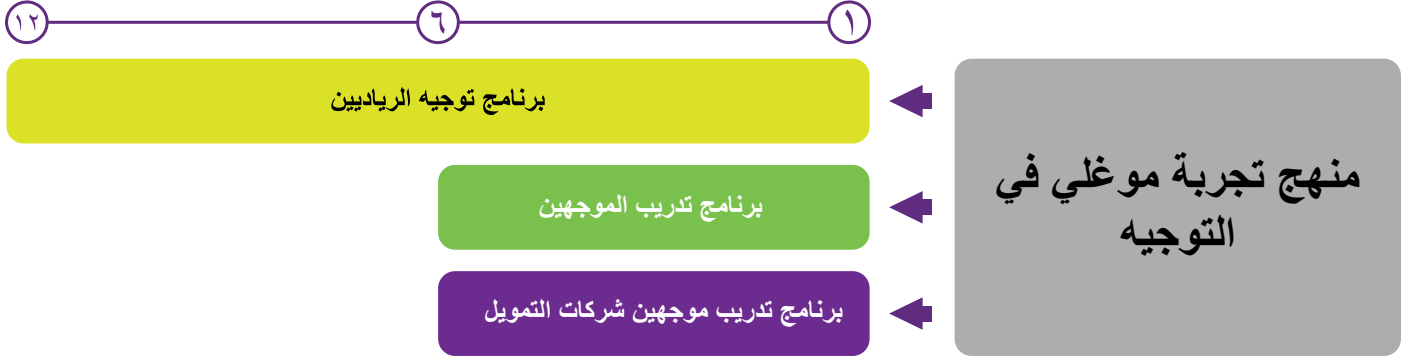 ١ ٦ ١٢
منهج تجربة موغلي في
التوجيه
برنامج توجيه الرياديين
برنامج تدريب الموجهين
برنامج تدريب موجهين شركات التمويل